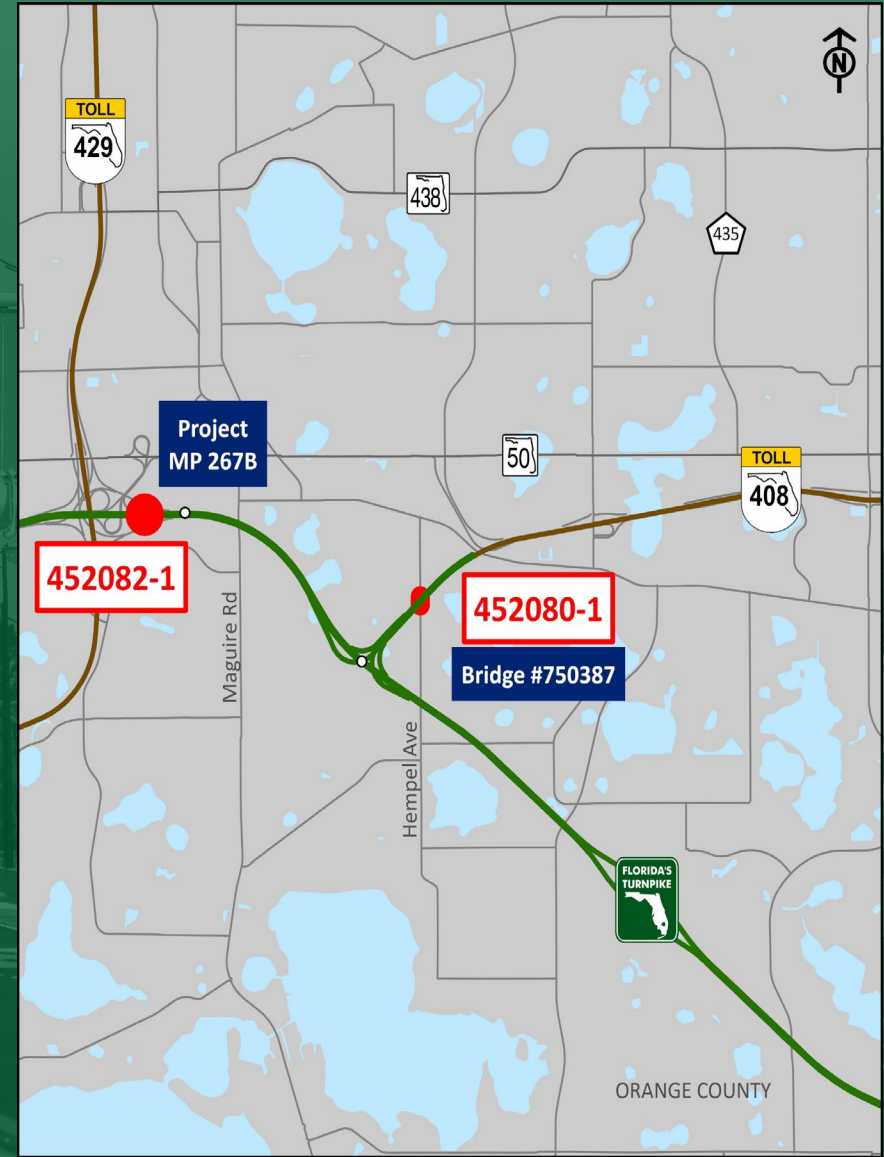 N
TOLL
429
438
435
Project
MP 267B
50
TOLL
408
452082-1
452080-1
Maguire Rd
Bridge #750387
Hempel Ave
FLORIDA'S
TURNPIKE
ORANGE COUNTY